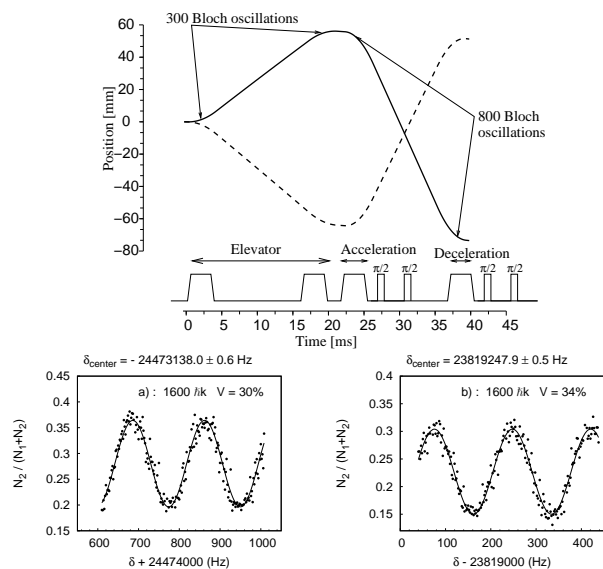 300 Bloch oscillations
60
40
20
0
−20
−40
−60
−80
Position [mm]
800 Bloch
oscillations
Elevator
Acceleration
Deceleration
π/2 π/2 π/2 π/2
0 5 10 15 20 25 30 35 40 45
Time [ms]
δcenter = - 24473138.0 ± 0.6 Hz
a) : 1600 ħk V = 30%
0.4
0.35
0.3
0.25
0.2
0.15
N2 / (N1+N2)
600 700 800 900 1000
δ + 24474000 (Hz)
δcenter = 23819247.9 ± 0.5 Hz
b) : 1600 ħk V = 34%
0.4
0.35
0.3
0.25
0.2
0.15
N2 / (N1+N2)
0 100 200 300 400
δ - 23819000 (Hz)